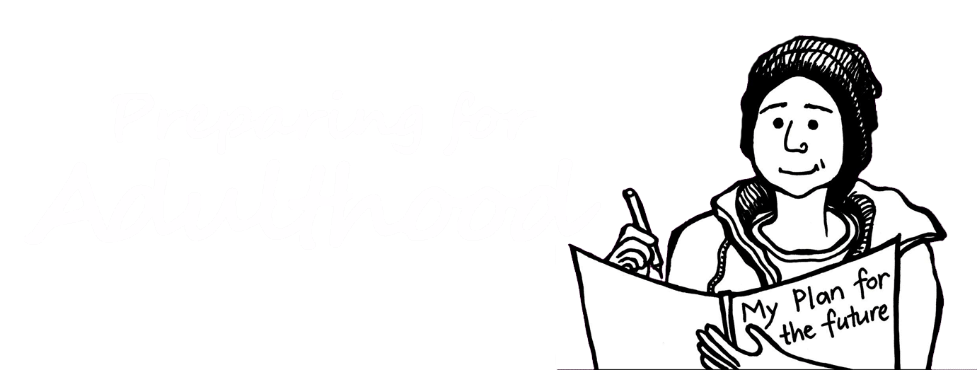 Preparing for
Adulthood
My Plan for
the future